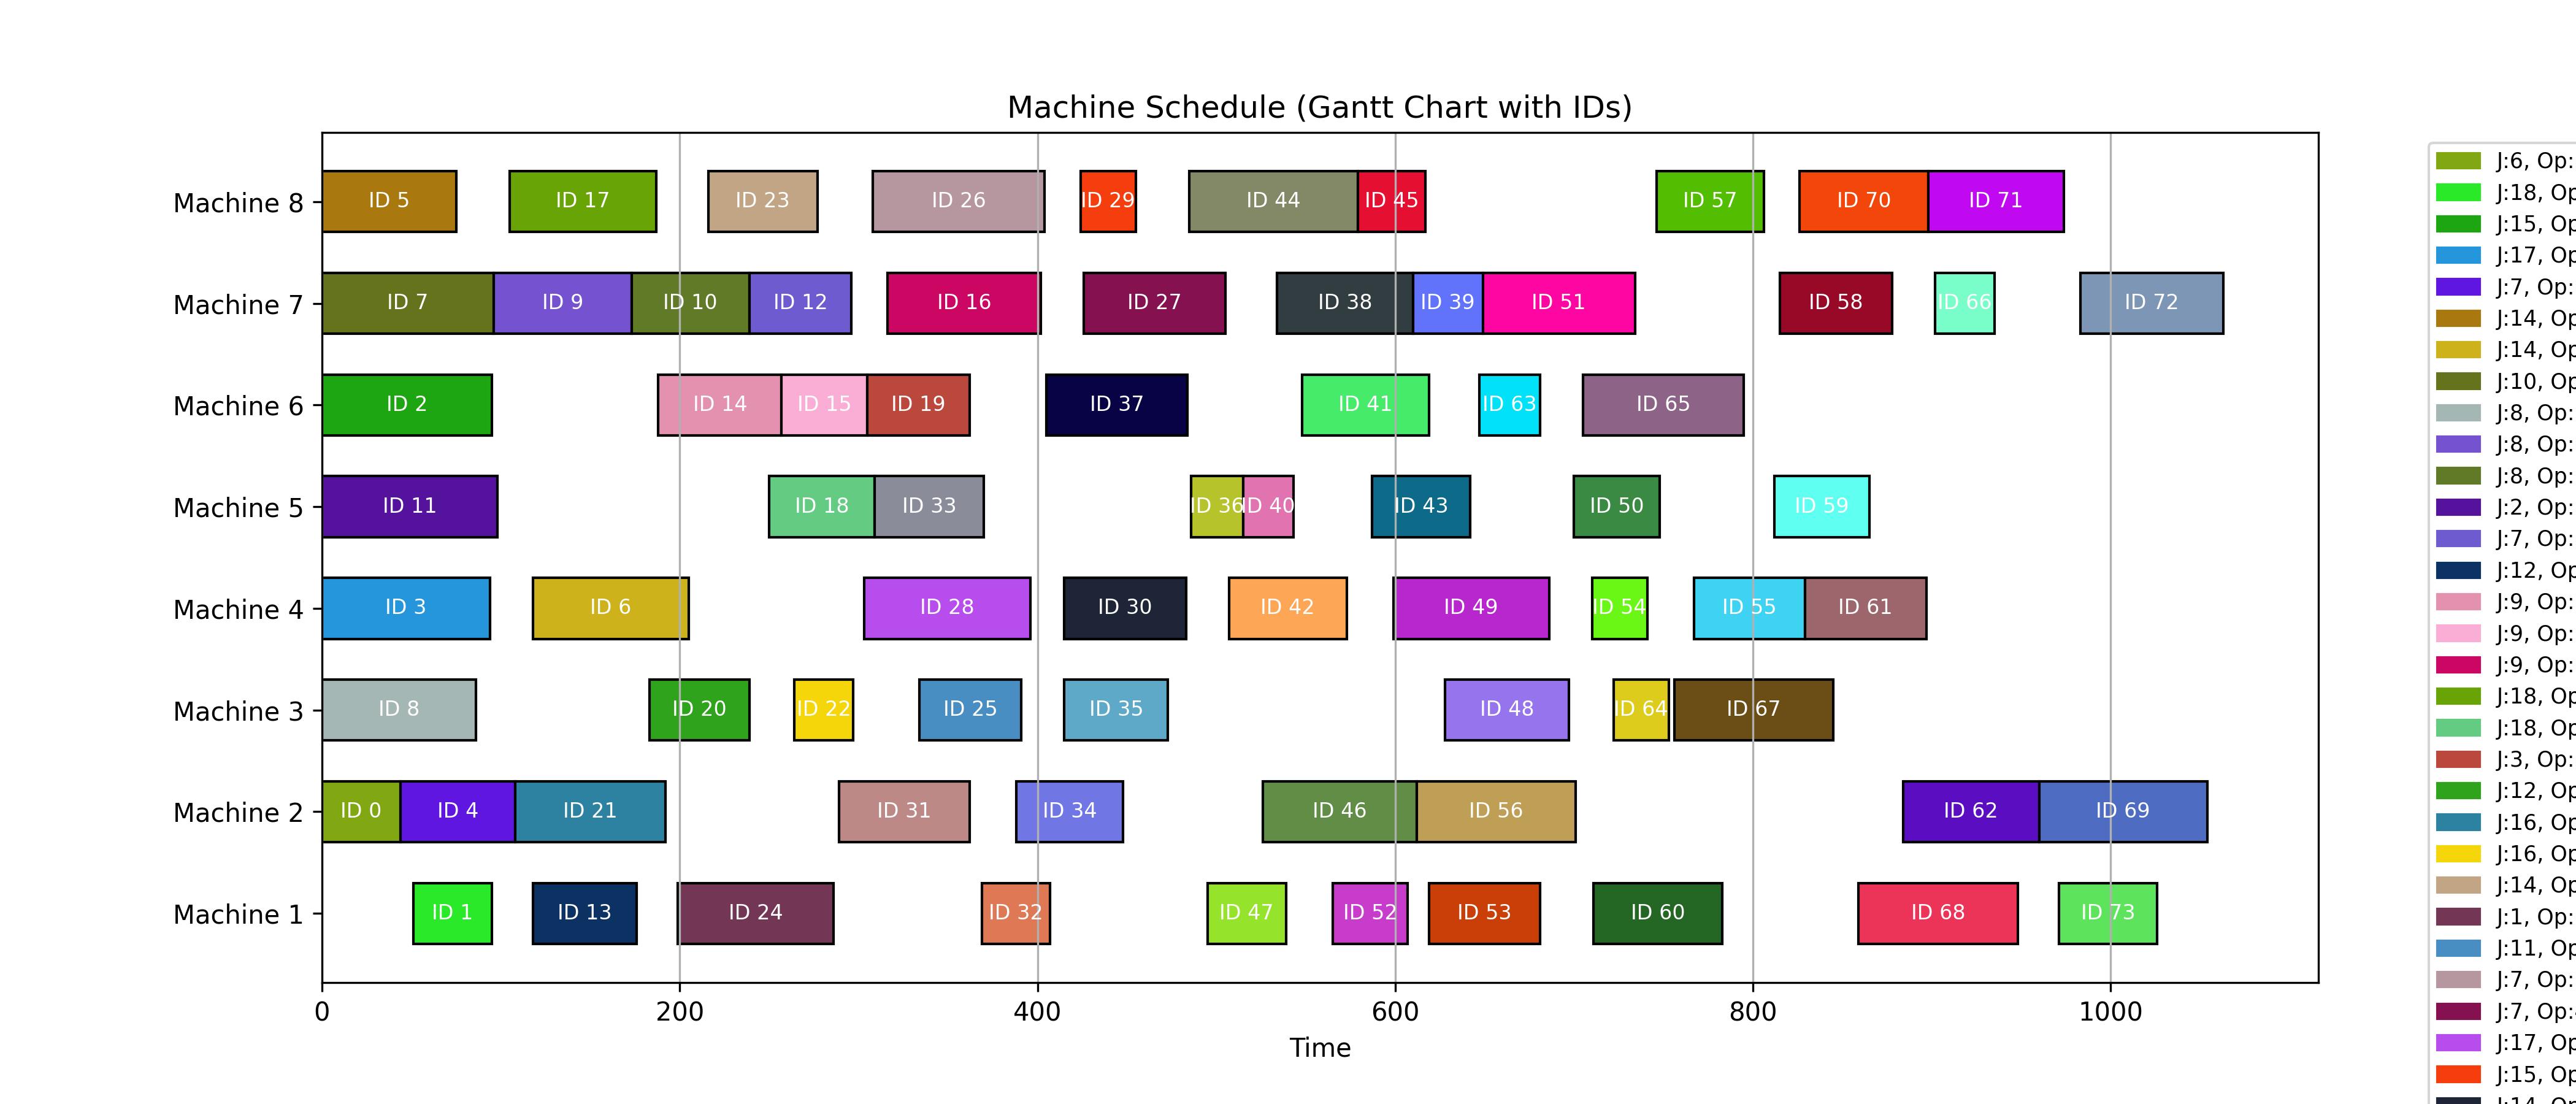 Machine Schedule (Gantt Chart with IDs)
Machine 8
ID 5 ID 17 ID 23 ID 26 ID 29 ID 44 ID 45 ID 57 ID 70 ID 71
Machine 7
ID 7 ID 9 ID 10 ID 12 ID 16 ID 27 ID 38 ID 39 ID 51 ID 58 ID 66 ID 72
Machine 6
ID 2 ID 14 ID 15 ID 19 ID 37 ID 41 ID 63 ID 65
Machine 5
ID 11 ID 18 ID 33 ID 36 ID 40 ID 43 ID 50 ID 59
Machine 4
ID 3 ID 6 ID 28 ID 30 ID 42 ID 49 ID 54 ID 55 ID 61
Machine 3
ID 8 ID 20 ID 22 ID 25 ID 35 ID 48 ID 64 ID 67
Machine 2
ID 0 ID 4 ID 21 ID 31 ID 34 ID 46 ID 56 ID 62 ID 69
Machine 1
ID 1 ID 13 ID 24 ID 32 ID 47 ID 52 ID 53 ID 60 ID 68 ID 73
0 200 400 600 800 1000
Time
J:6, Op:
J:18, Op
J:15, Op
J:17, Op
J:7, Op:
J:14, Op
J:14, Op
J:10, Op
J:8, Op:
J:8, Op:
J:8, Op:
J:2, Op:
J:7, Op:
J:12, Op
J:9, Op:
J:9, Op:
J:9, Op:
J:18, Op
J:18, Op
J:3, Op:
J:12, Op
J:16, Op
J:16, Op
J:14, Op
J:1, Op:
J:11, Op
J:7, Op:
J:7, Op:
J:17, Op
J:15, Op